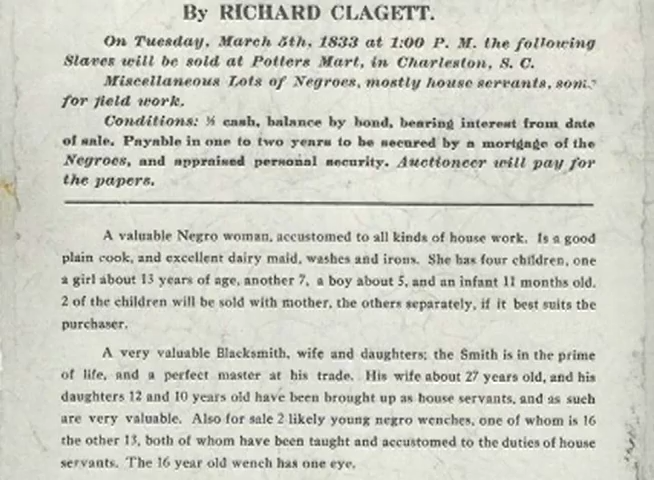 By RICHARD CLAGETT.
On Tuesday, March 5th, 1833 at 1:00 P. M. the following
Slaves will be sold at Potters Mart, in Charleston, S. C.
Miscellaneous Lots of Negroes, mostly house servants, some
for field work.
Conditions: ½ cash, balance by bond, bearing interest from date
of sale. Payable in one to two years to be secured by a mortgage of the
Negroes, and appraised personal security. Auctioneer will pay for
the papers.
A valuable Negro woman, accustomed to all kinds of house work. Is a good
plain cook, and excellent dairy maid, washes and irons. She has four children, one
a girl about 13 years of age, another 7, a boy about 5, and an infant 11 months old.
2 of the children will be sold with mother, the others separately, if it best suits the
purchaser.
A very valuable Blacksmith, wife and daughters; the Smith is in the prime
of life, and a perfect master at his trade. His wife about 27 years old, and his
daughters 12 and 10 years old have been brought up as house servants, and as such
are very valuable. Also for sale 2 likely young negro wenches, one of whom is 16
the other 13, both of whom have been taught and accustomed to the duties of house
servants. The 16 year old wench has one eye.